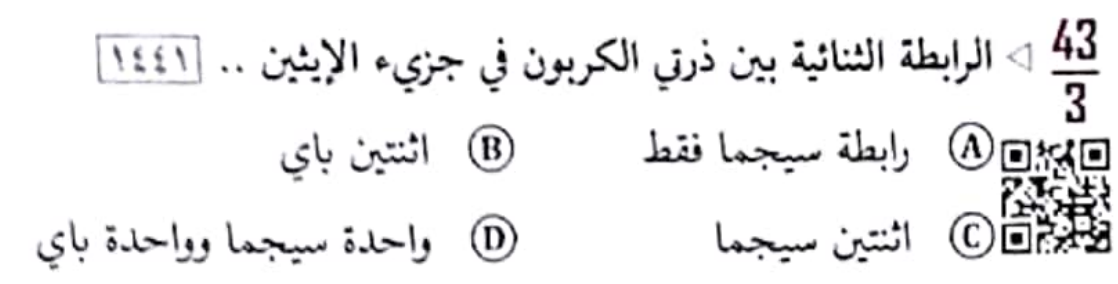 43/3 ◁ الرابطة الثنائية بين ذرتي الكربون في جزيء الإيثين .. ١٤٤١
A رابطة سيجما فقط B اثنتين باي
C اثنتين سيجما D واحدة سيجما وواحدة باي